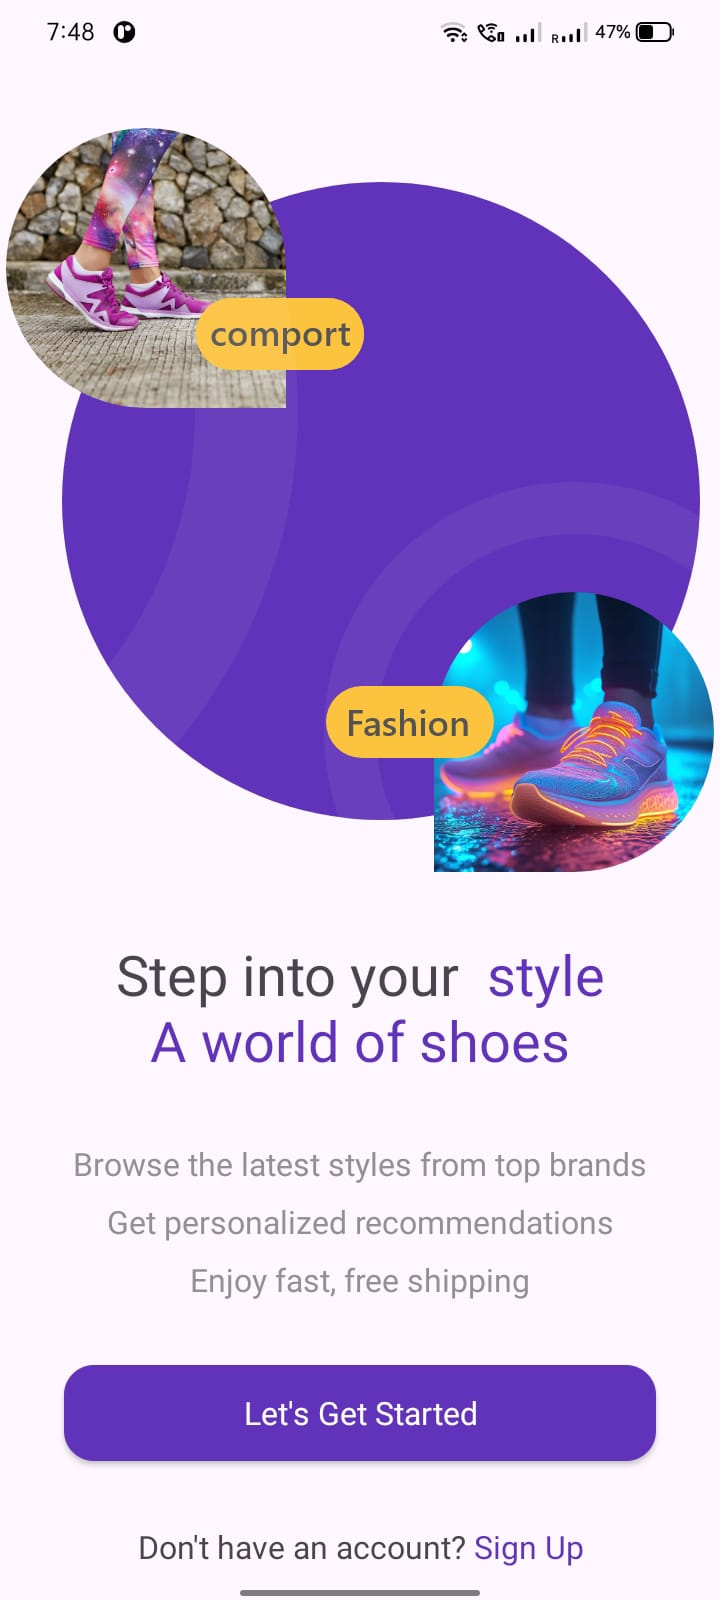 7:48
R 47%
comport
Fashion
Step into your style
A world of shoes
Browse the latest styles from top brands
Get personalized recommendations
Enjoy fast, free shipping
Let's Get Started
Don't have an account? Sign Up